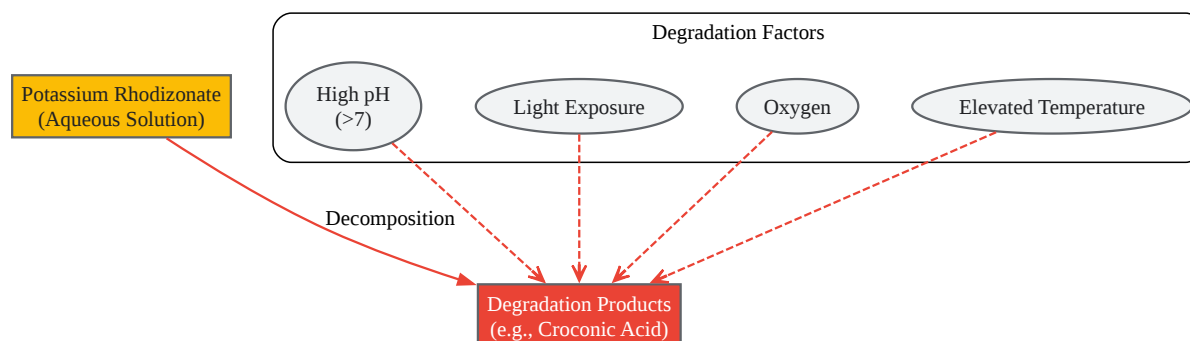 Degradation Factors
Potassium Rhodizonate
(Aqueous Solution)
High pH
(>7)
Light Exposure
Oxygen
Elevated Temperature
Decomposition
Degradation Products
(e.g., Croconic Acid)